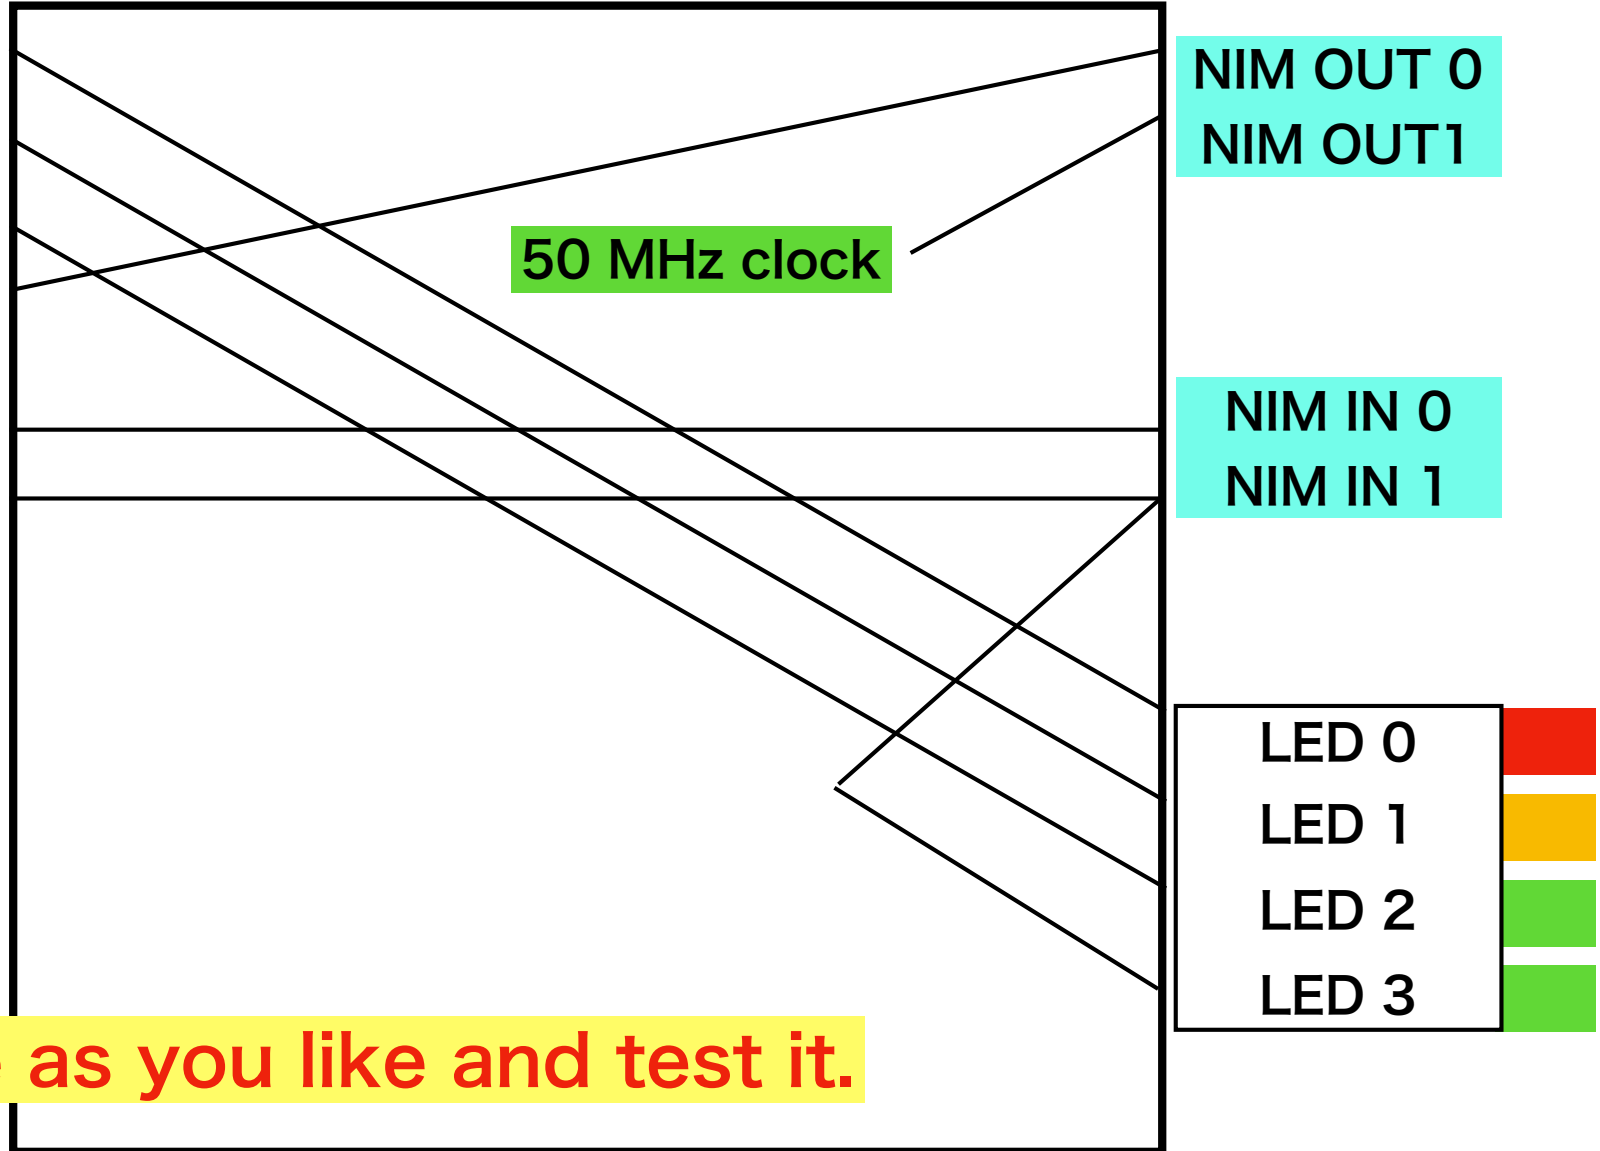 NIM OUT 0
NIM OUT1
50 MHz clock
NIM IN 0
NIM IN 1
LED 0
LED 1
LED 2
LED 3
as you like and test it.